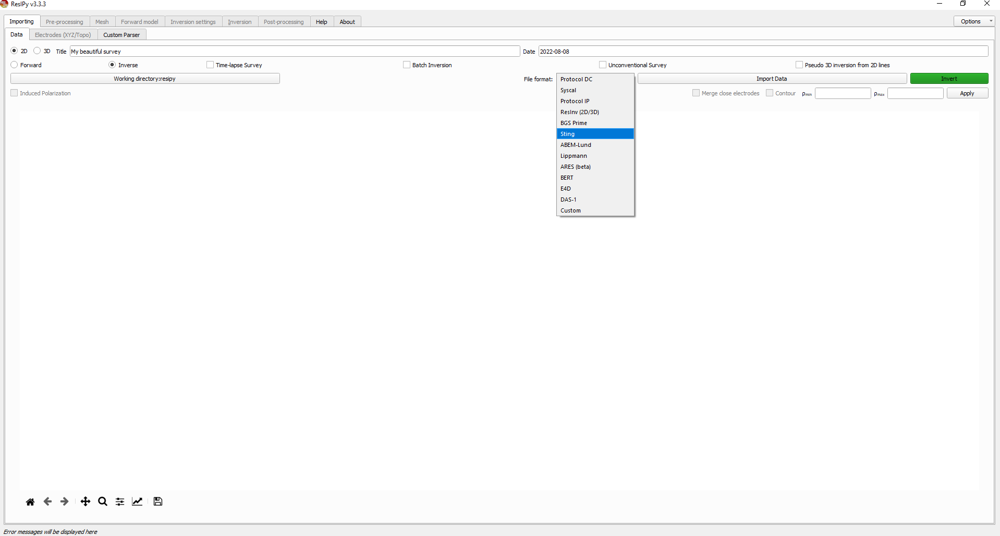 ResIPy v3.3.3
Importing Pre-processing Mesh Forward model Inversion settings Inversion Post-processing Help About Options
Data Electrodes (XYZ/Topo) Custom Parser
2D 3D Title My beautiful survey Date 2022-08-08
Forward Inverse Time-lapse Survey Batch Inversion Unconventional Survey Pseudo 3D inversion from 2D lines
Working directory:resipy File format: Protocol DC Import Data Invert
Syscal
Induced Polarization Merge close electrodes Contour ρmin ρmax Apply
Protocol IP
ResInv (2D/3D)
BGS Prime
Sting
ABEM-Lund
Lippmann
ARES (beta)
BERT
E4D
DAS-1
Custom
Error messages will be displayed here